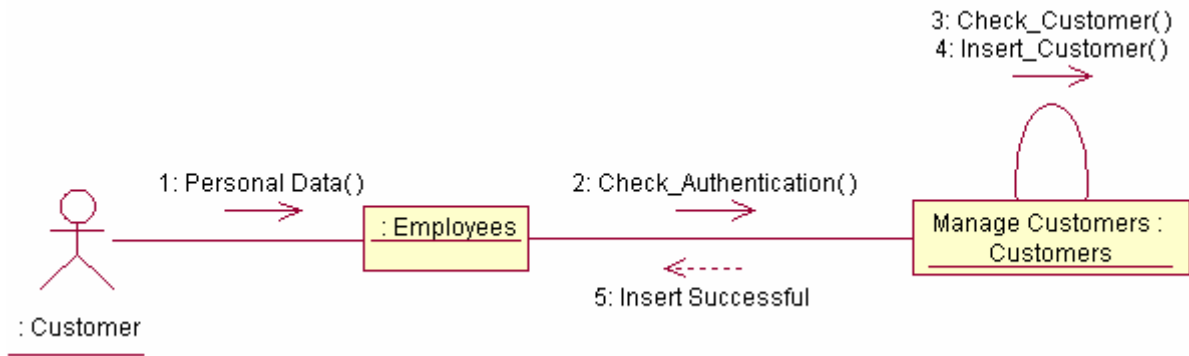 3: Check_Customer()
4: Insert_Customer()
1: Personal Data()
2: Check_Authentication()
: Employees
Manage Customers :
Customers
5: Insert Successful
: Customer